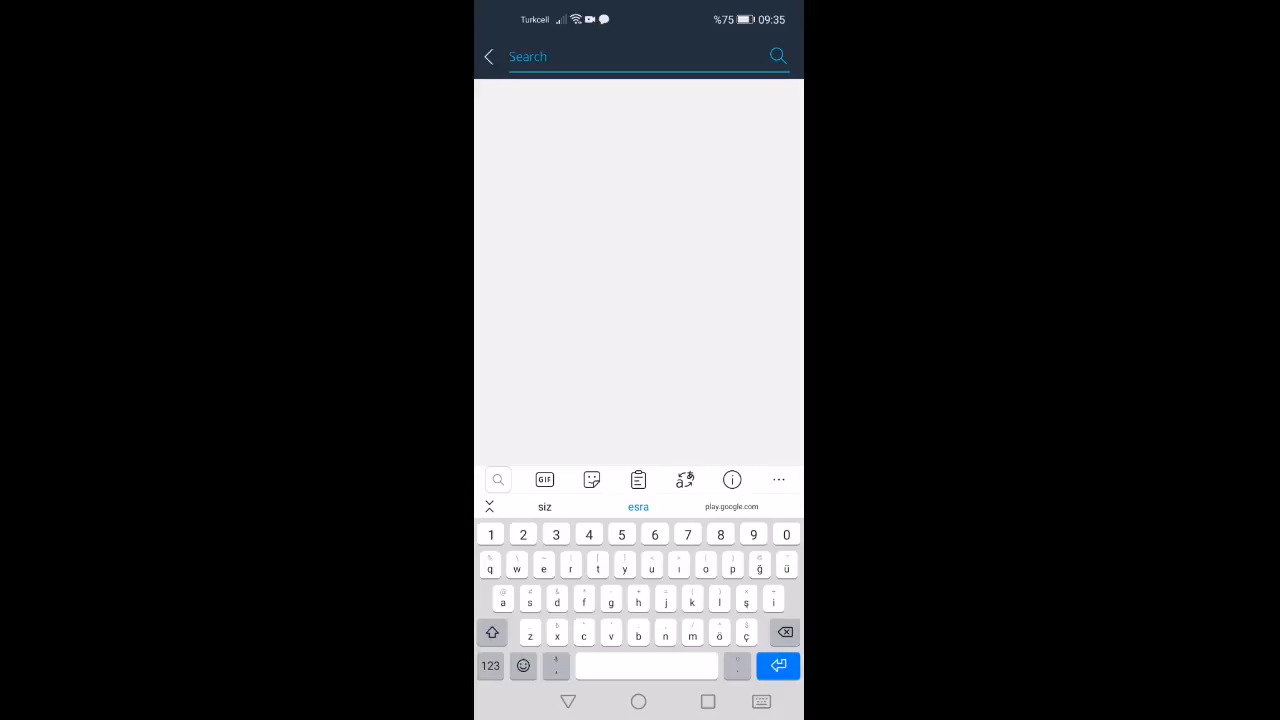 Turkcell %75 09:35
Search
GIF
siz esra play.google.com
1 2 3 4 5 6 7 8 9 0
q w e r t y u ı o p ğ ü
a s d f g h j k l ş i
z x c v b n m ö ç
123 , .